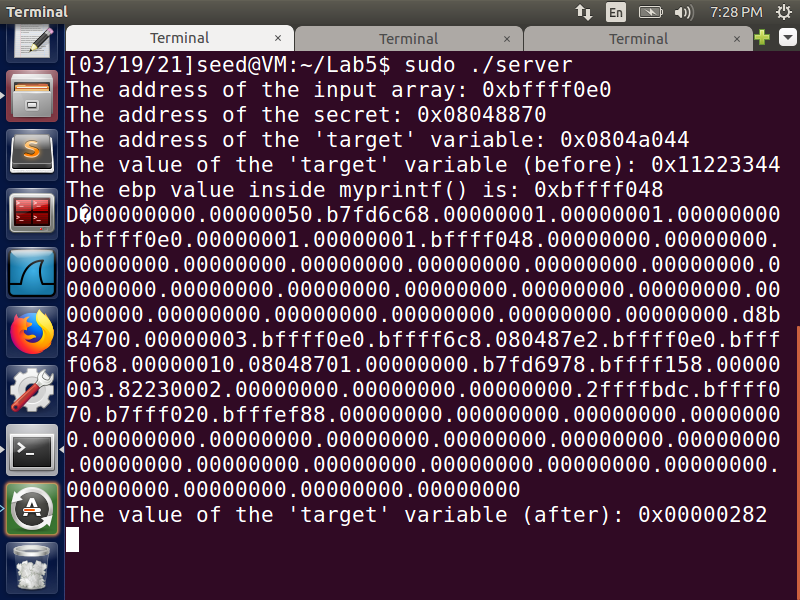 Terminal
En
7:28 PM
Terminal ×
Terminal ×
Terminal ×
[03/19/21]seed@VM:~/Lab5$ sudo ./server
The address of the input array: 0xbffff0e0
The address of the secret: 0x08048870
The address of the 'target' variable: 0x0804a044
The value of the 'target' variable (before): 0x11223344
The ebp value inside myprintf() is: 0xbffff048
D�00000000.00000050.b7fd6c68.00000001.00000001.00000000
.bffff0e0.00000001.00000001.bffff048.00000000.00000000.
00000000.00000000.00000000.00000000.00000000.00000000.0
0000000.00000000.00000000.00000000.00000000.00000000.00
000000.00000000.00000000.00000000.00000000.00000000.d8b
84700.00000003.bffff0e0.bffff6c8.080487e2.bffff0e0.bfff
f068.00000010.08048701.00000000.b7fd6978.bffff158.00000
003.82230002.00000000.00000000.00000000.2ffffbdc.bffff0
70.b7fff020.bfffef88.00000000.00000000.00000000.0000000
0.00000000.00000000.00000000.00000000.00000000.00000000
.00000000.00000000.00000000.00000000.00000000.00000000.
00000000.00000000.00000000.00000000
The value of the 'target' variable (after): 0x00000282